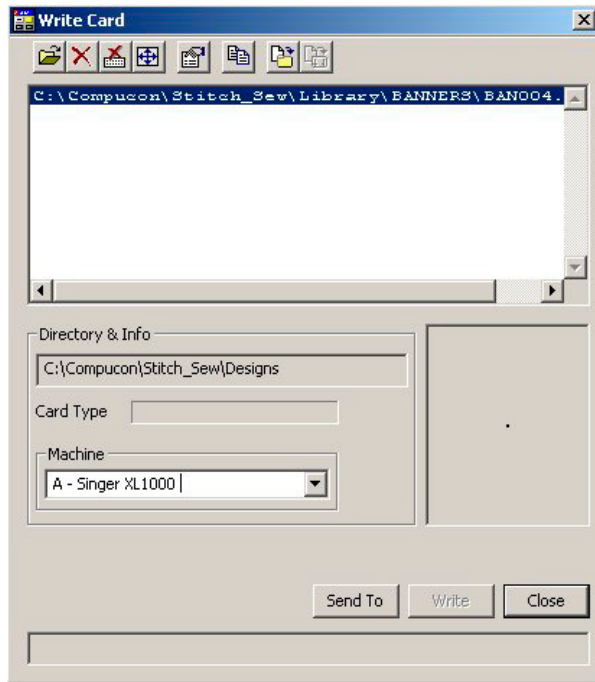 Write Card
C:\Compucon\Stitch_Sew\Library\BANNERS\BAN004.
Directory & Info
C:\Compucon\Stitch_Sew\Designs
Card Type
Machine
A - Singer XL1000
Send To
Write
Close